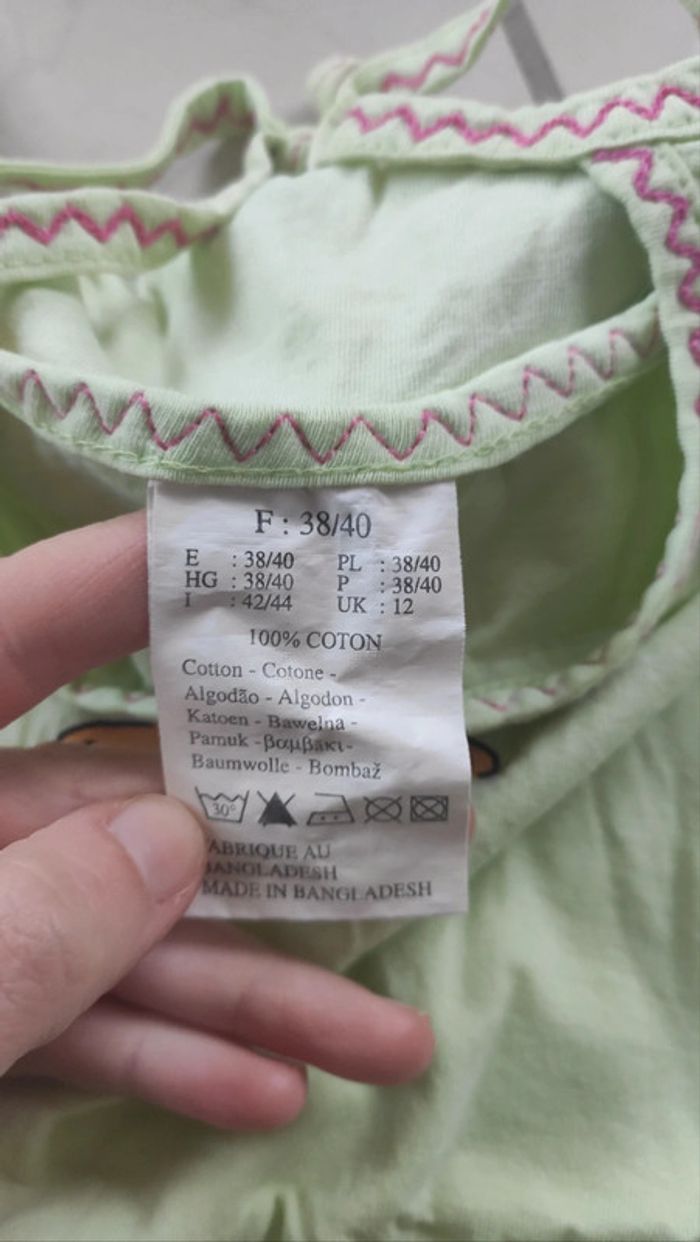 F : 38/40
E : 38/40 PL : 38/40
HG : 38/40 P : 38/40
I : 42/44 UK : 12
100% COTON
Cotton - Cotone -
Algodão - Algodon -
Katoen - Bawelna -
Pamuk - βαμβακι -
Baumwolle - Bombaž
30°
ABRIQUE AU
BANGLADESH
MADE IN BANGLADESH